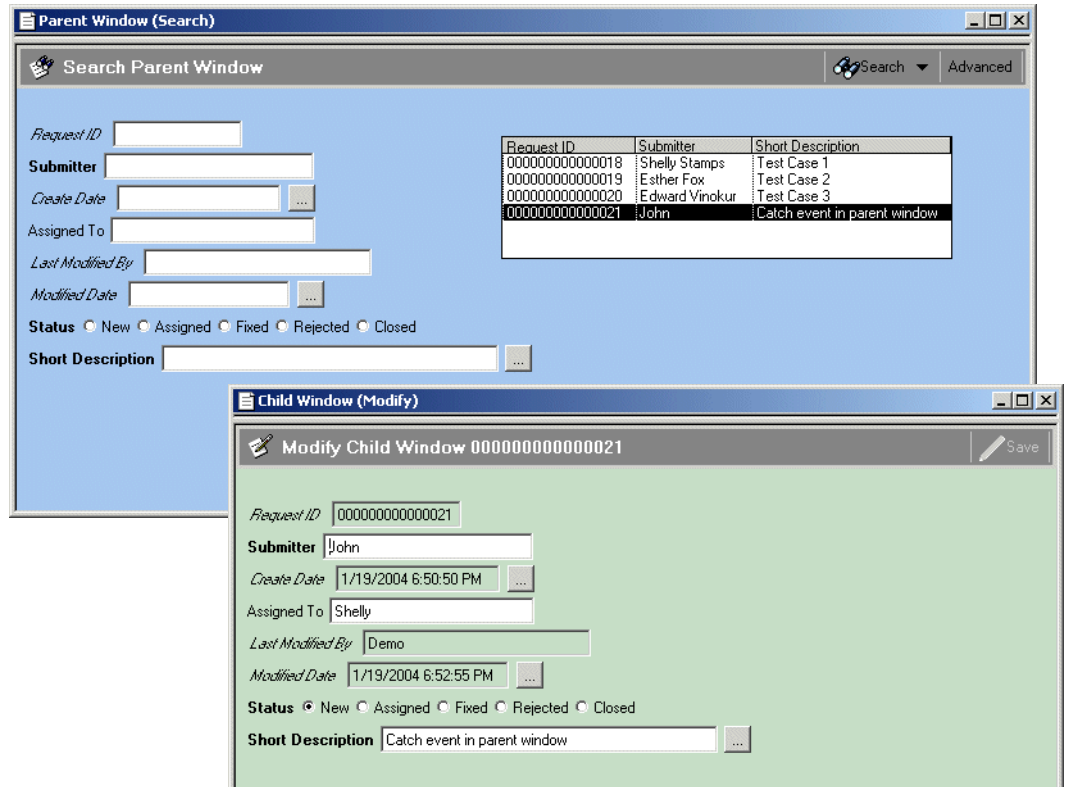 Parent Window (Search)
Search Parent Window
Search
Advanced
Request ID
Submitter
Create Date
...
Assigned To
Last Modified By
Modified Date
...
Status New Assigned Fixed Rejected Closed
Short Description
...
Request ID Submitter Short Description
000000000000018 Shelly Stamps Test Case 1
000000000000019 Esther Fox Test Case 2
000000000000020 Edward Vinokur Test Case 3
000000000000021 John Catch event in parent window
Child Window (Modify)
Modify Child Window 000000000000021
Save
Request ID 000000000000021
Submitter John
Create Date 1/19/2004 6:50:50 PM ...
Assigned To Shelly
Last Modified By Demo
Modified Date 1/19/2004 6:52:55 PM ...
Status New Assigned Fixed Rejected Closed
Short Description Catch event in parent window ...